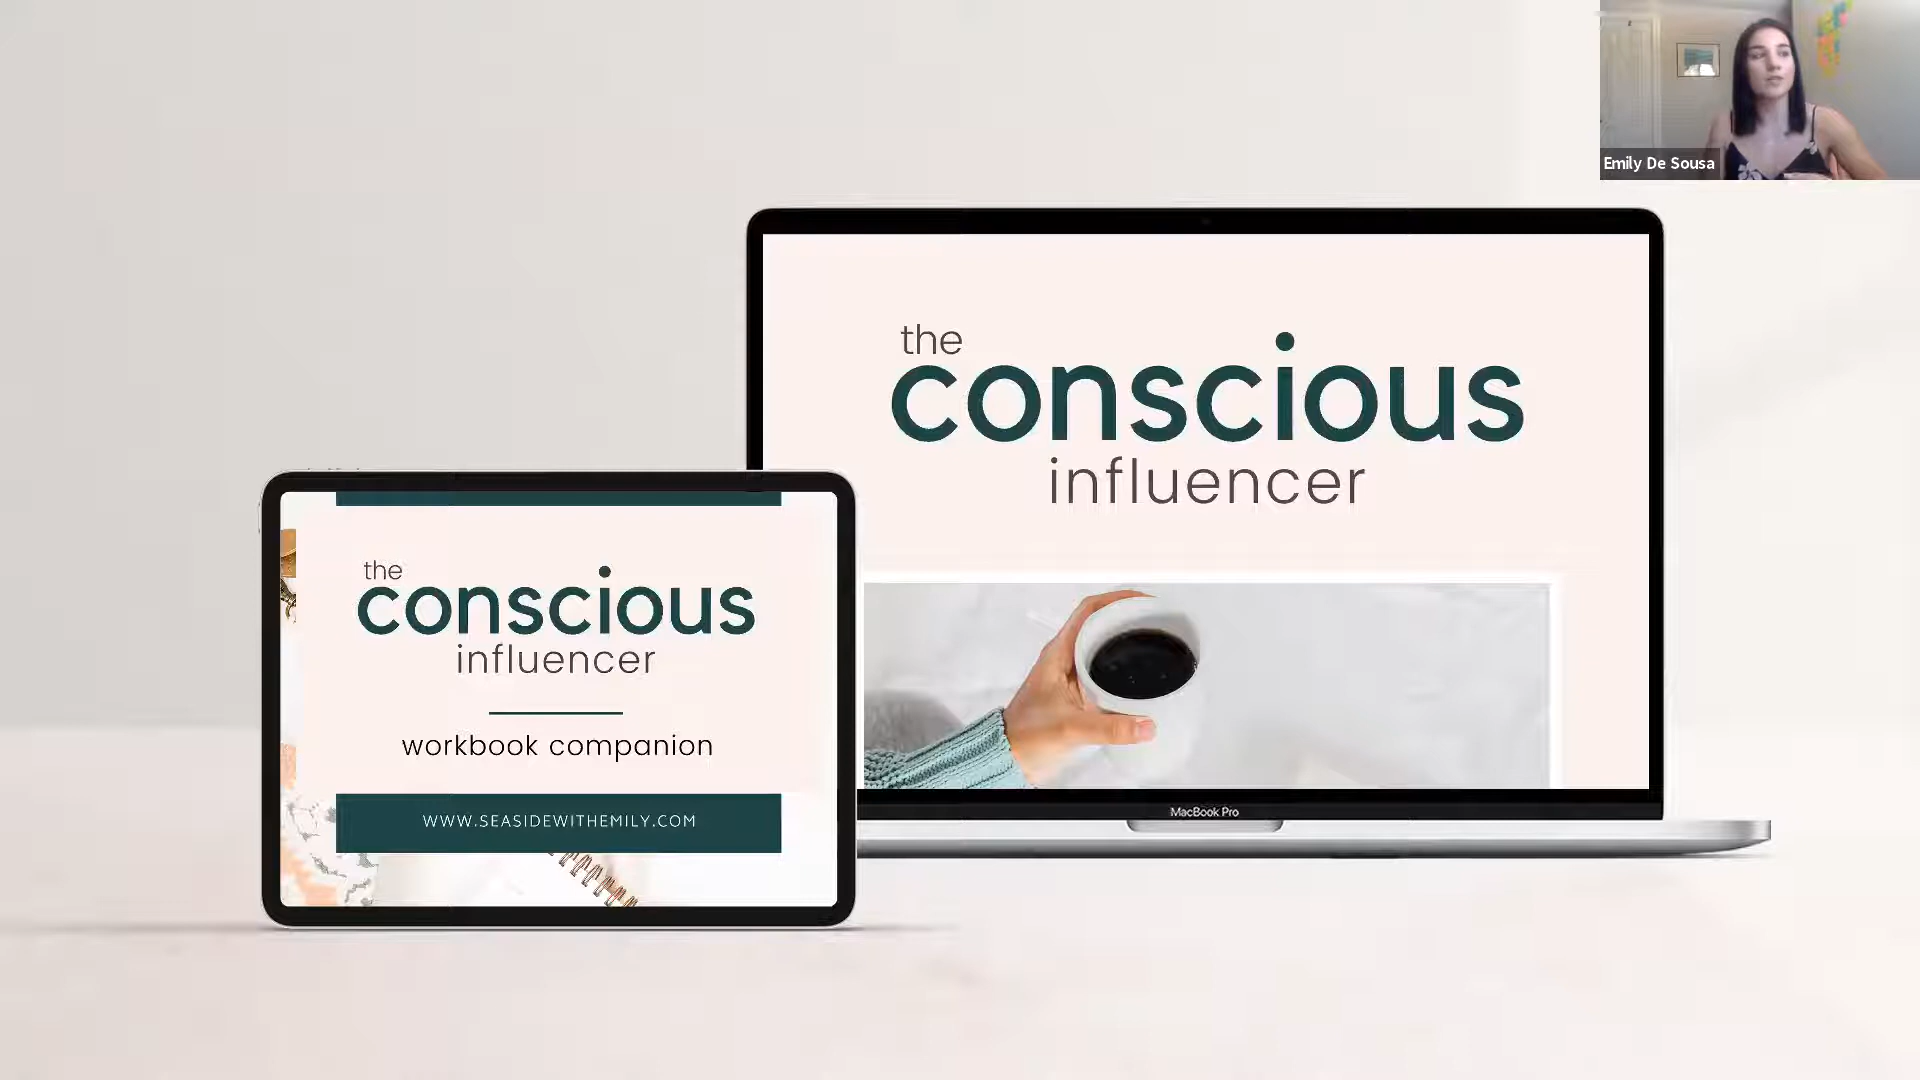 Emily De Sousa
the
conscious
influencer
MacBook Pro
the
conscious
influencer
workbook companion
WWW.SEASIDEWITHEMILY.COM